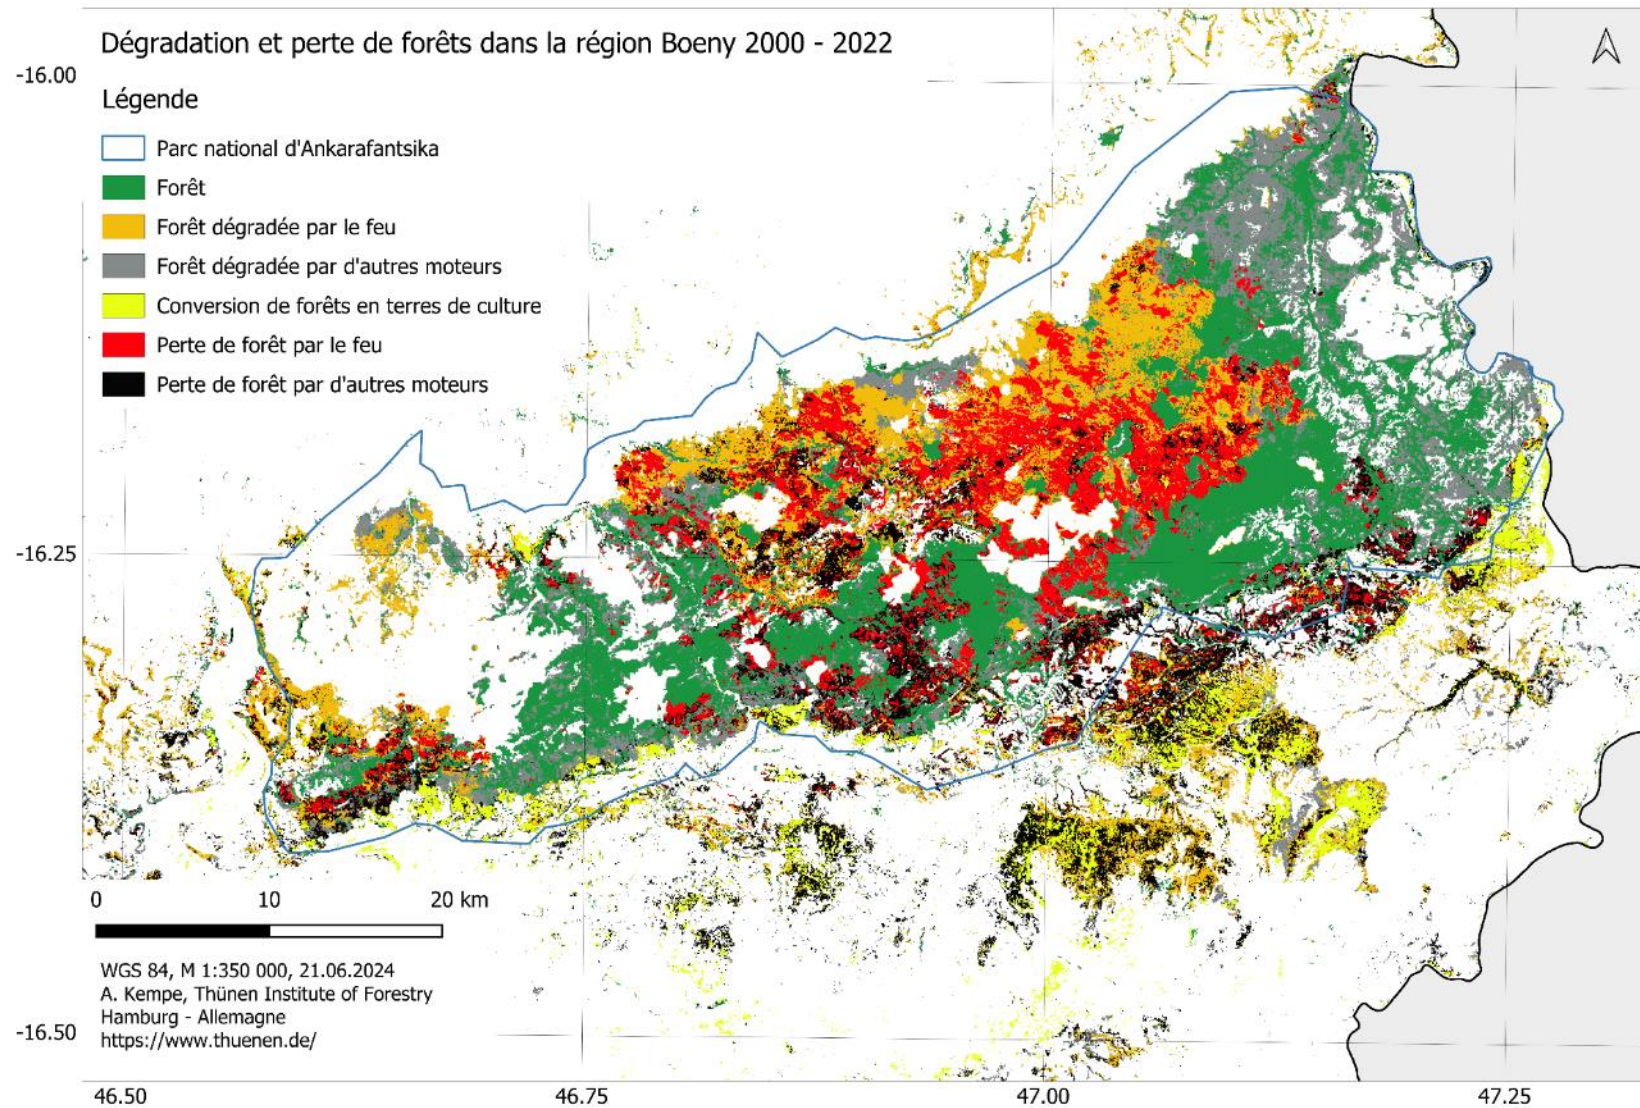 Dégradation et perte de forêts dans la région Boeny 2000 - 2022
-16.00
Légende
Parc national d'Ankarafantsika
Forêt
Forêt dégradée par le feu
Forêt dégradée par d'autres moteurs
Conversion de forêts en terres de culture
Perte de forêt par le feu
Perte de forêt par d'autres moteurs
-16.25
0 10 20 km
WGS 84, M 1:350 000, 21.06.2024
A. Kempe, Thünen Institute of Forestry
Hamburg - Allemagne
https://www.thuenen.de/
-16.50
46.50 46.75 47.00 47.25